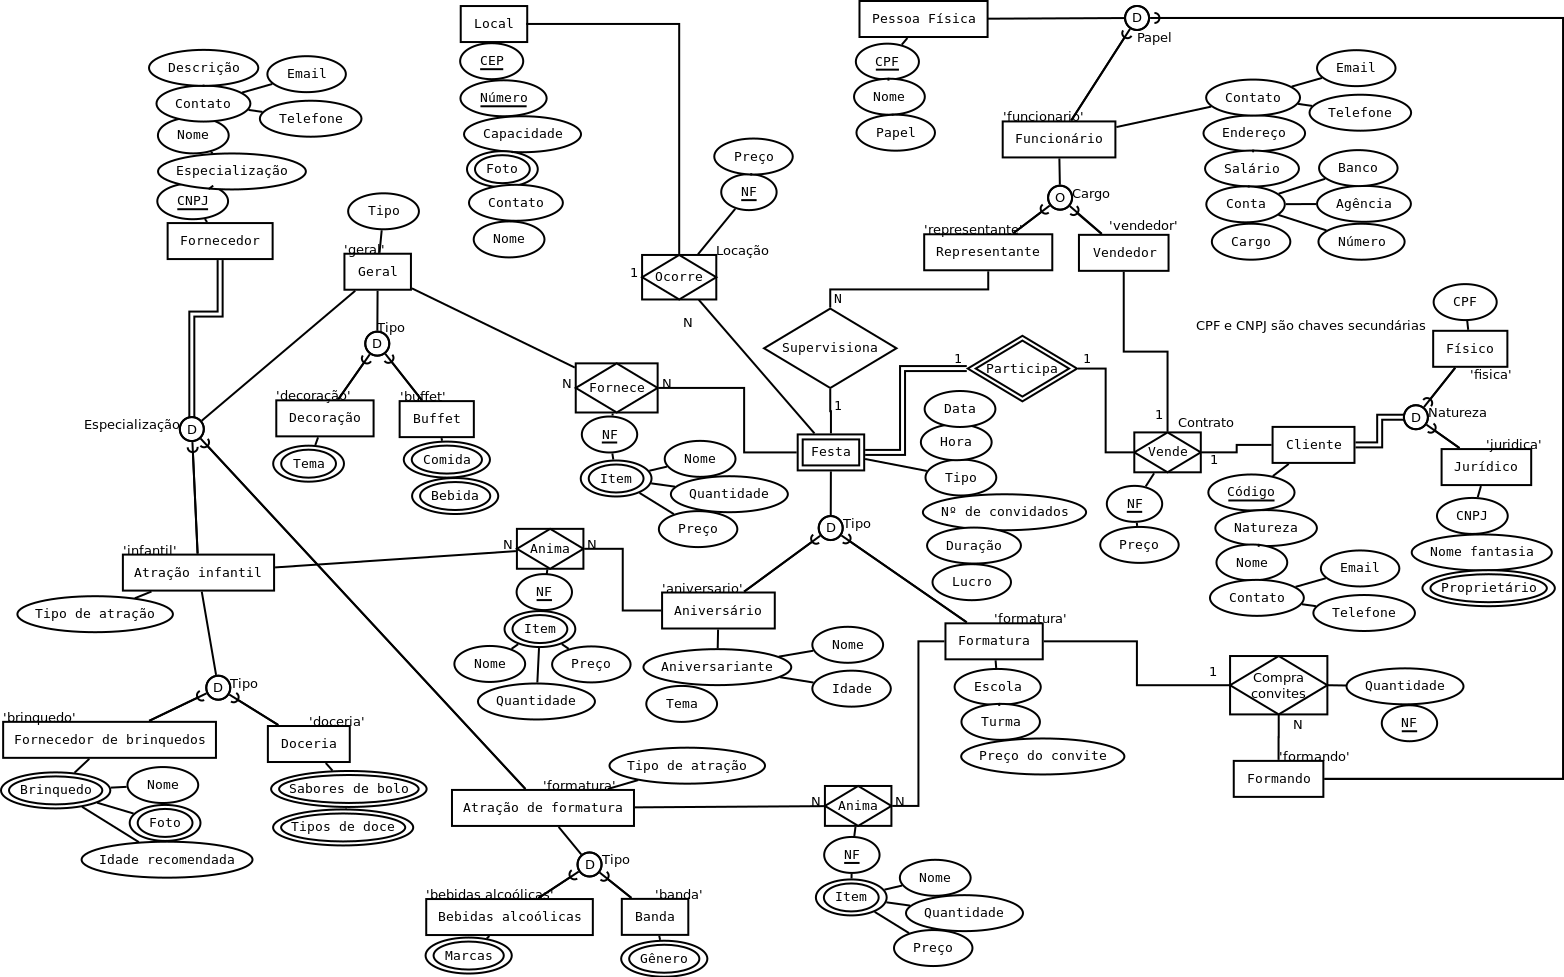 Local
CEP
Número
Capacidade
Foto
Contato
Nome
Descrição
Contato
Email
Telefone
Nome
Especialização
CNPJ
Fornecedor
Tipo
'geral'
Geral
D
Tipo
'decoração'
Decoração
Tema
'buffet'
Buffet
Comida
Bebida
Especialização
D
Preço
NF
Locação
1
Ocorre
N
N
Fornece
N
NF
Item
Nome
Quantidade
Preço
Pessoa Física
CPF
Nome
Papel
D
Papel
'funcionario'
Funcionário
Contato
Email
Telefone
Endereço
Salário
Conta
Banco
Agência
Número
Cargo
O
Cargo
'representante'
Representante
'vendedor'
Vendedor
N
Supervisiona
1
1
Participa
1
Festa
Data
Hora
Tipo
Nº de convidados
Duração
Lucro
D
Tipo
1
Contrato
Vende
1
NF
Preço
CPF
CPF e CNPJ são chaves secundárias
Físico
'fisica'
D
Natureza
Cliente
Código
Natureza
Nome
Contato
Email
Telefone
'juridica'
Jurídico
CNPJ
Nome fantasia
Proprietário
'infantil'
Atração infantil
Tipo de atração
D
Tipo
'brinquedo'
Fornecedor de brinquedos
Brinquedo
Nome
Foto
Idade recomendada
'doceria'
Doceria
Sabores de bolo
Tipos de doce
N
Anima
N
NF
Item
Nome
Preço
Quantidade
'aniversario'
Aniversário
Aniversariante
Nome
Idade
Tema
'formatura'
Formatura
Escola
Turma
Preço do convite
1
Compra
convites
N
Quantidade
NF
'formando'
Formando
Tipo de atração
'formatura'
Atração de formatura
D
Tipo
'bebidas alcoólicas'
Bebidas alcoólicas
Marcas
'banda'
Banda
Gênero
N
Anima
N
NF
Item
Nome
Quantidade
Preço